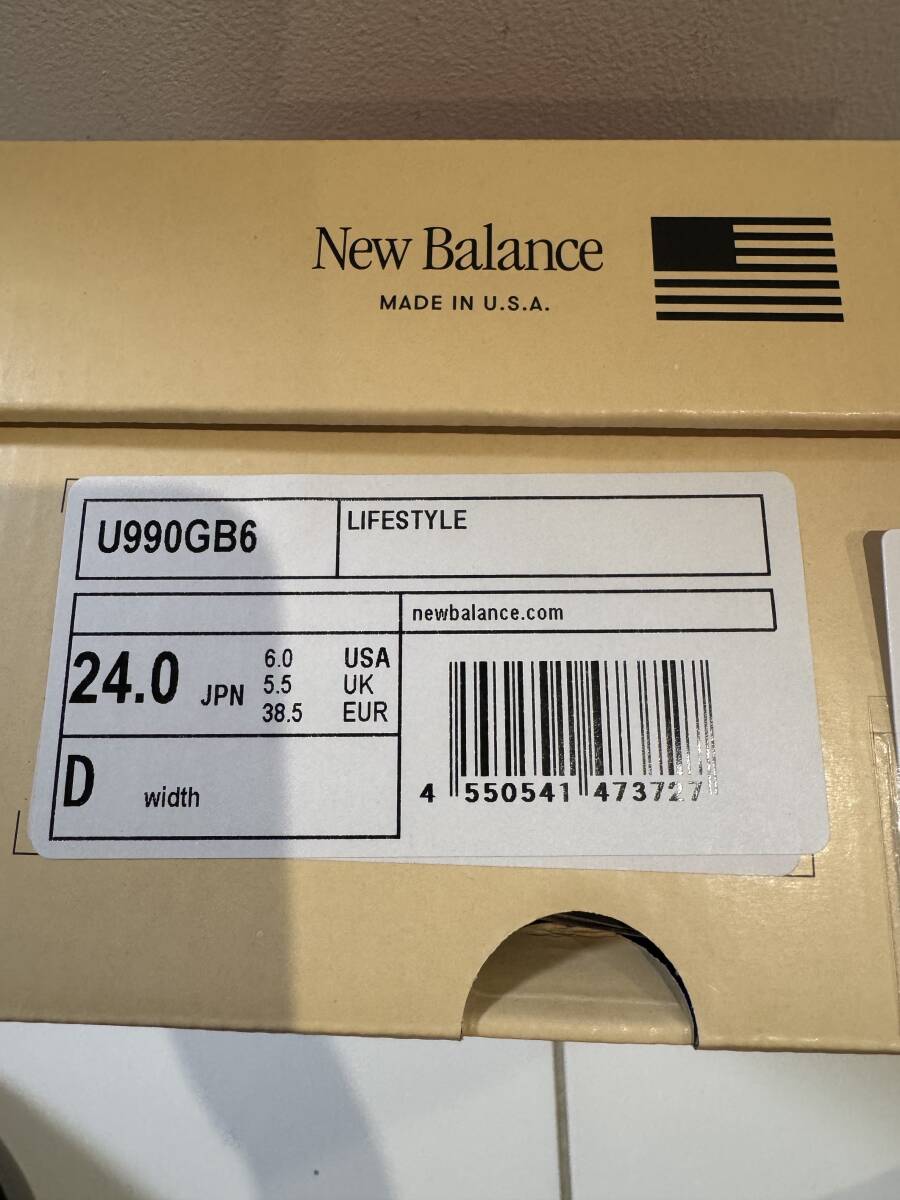 New Balance
MADE IN U.S.A.
U990GB6
LIFESTYLE
newbalance.com
24.0 JPN
6.0 USA
5.5 UK
38.5 EUR
D width
4 550541 473727